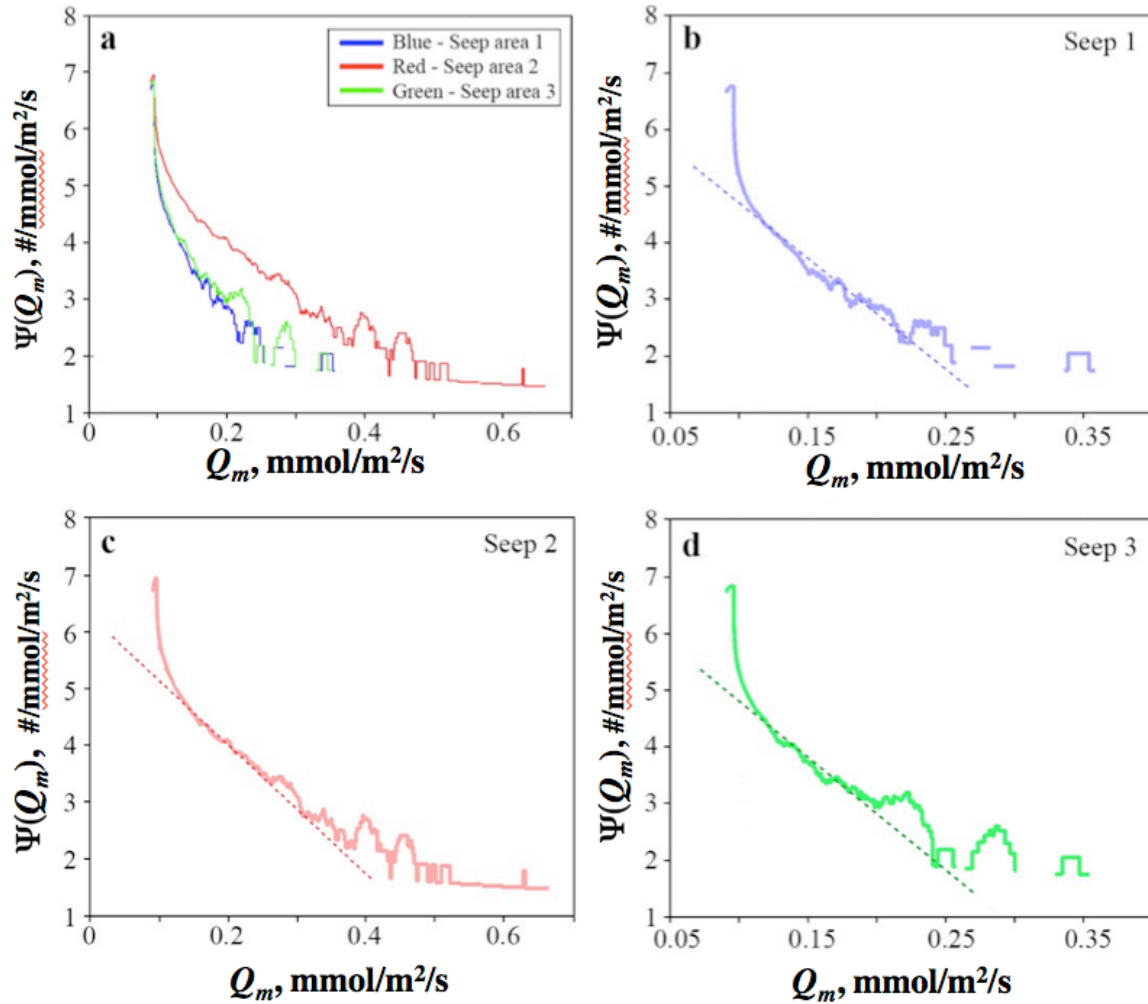 a
Blue - Seep area 1
Red - Seep area 2
Green - Seep area 3
Ψ(Qm), #/mmol/m²/s
8
7
6
5
4
3
2
1
0 0.2 0.4 0.6
Qm, mmol/m²/s
b Seep 1
Ψ(Qm), #/mmol/m²/s
8
7
6
5
4
3
2
1
0.05 0.15 0.25 0.35
Qm, mmol/m²/s
c Seep 2
Ψ(Qm), #/mmol/m²/s
8
7
6
5
4
3
2
1
0 0.2 0.4 0.6
Qm, mmol/m²/s
d Seep 3
Ψ(Qm), #/mmol/m²/s
8
7
6
5
4
3
2
1
0.05 0.15 0.25 0.35
Qm, mmol/m²/s